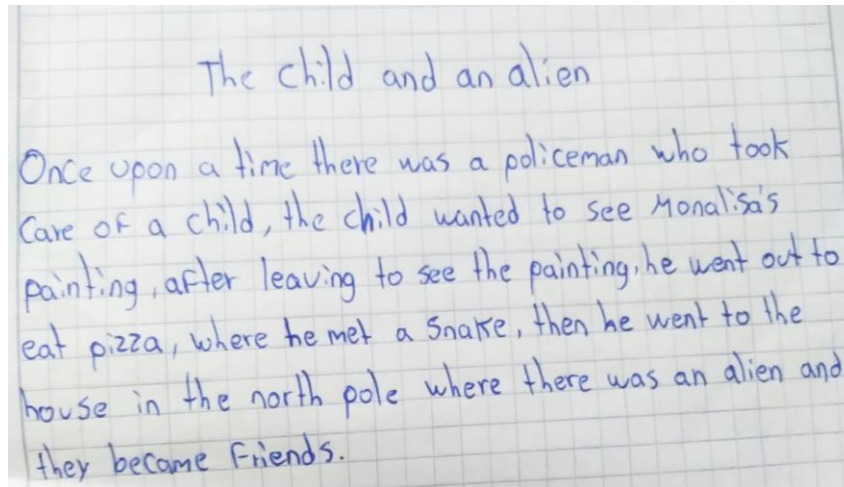 The child and an alien
Once upon a time there was a policeman who took
Care of a child, the child wanted to see Monalisa's
painting, after leaving to see the painting, he went out to
eat pizza, where he met a snake, then he went to the
house in the north pole where there was an alien and
they became Friends.